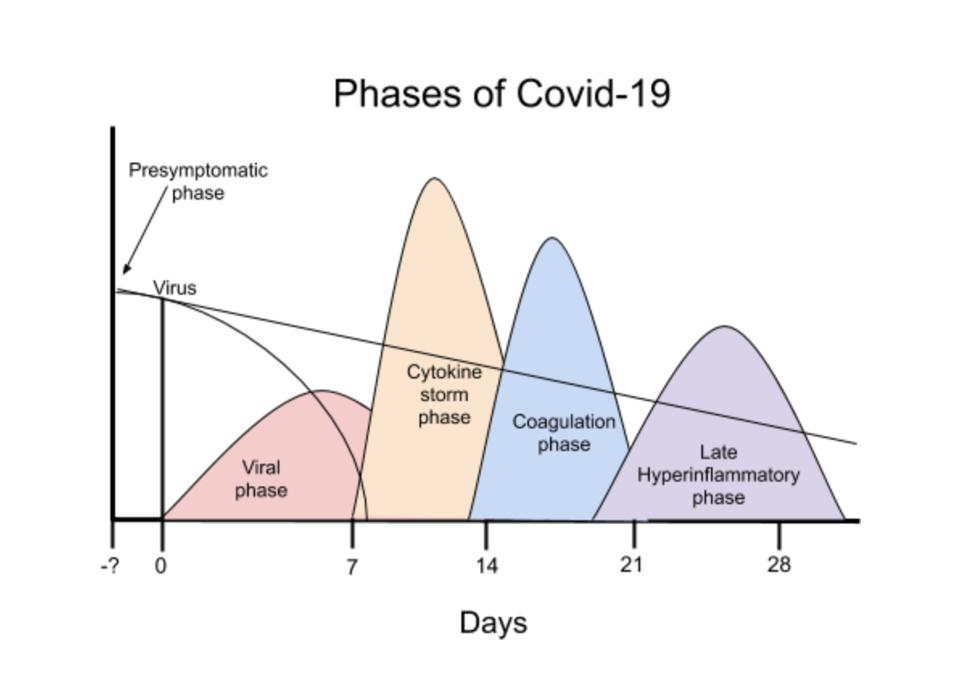 Phases of Covid-19
Presymptomatic
phase
Virus
Cytokine
storm
phase
Coagulation
phase
Viral
phase
Late
Hyperinflammatory
phase
-? 0 7 14 21 28
Days